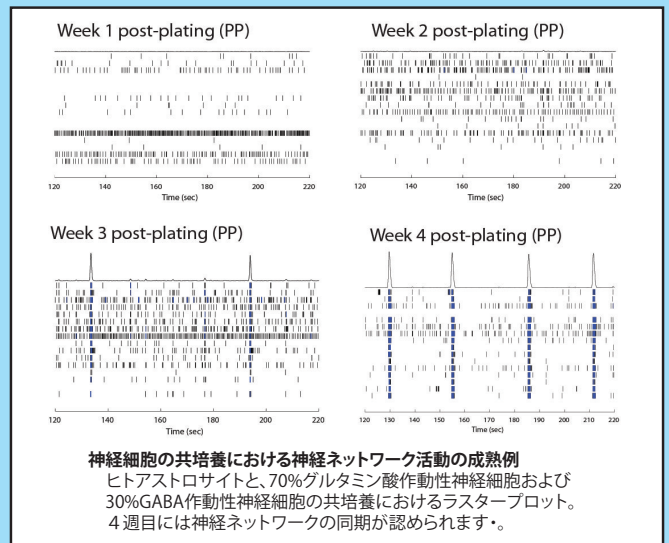 Week 1 post-plating (PP)
Week 2 post-plating (PP)
120 140 160 180 200 220
Time (sec)
120 140 160 180 200 220
Time (sec)
Week 3 post-plating (PP)
Week 4 post-plating (PP)
120 140 160 180 200 220
Time (sec)
120 130 140 150 160 170 180 190 200 210 220
Time (sec)
神経細胞の共培養における神経ネットワーク活動の成熟例
ヒトアストロサイトと、70%グルタミン酸作動性神経細胞および
30%GABA作動性神経細胞の共培養におけるラスタープロット。
４週目には神経ネットワークの同期が認められます・。